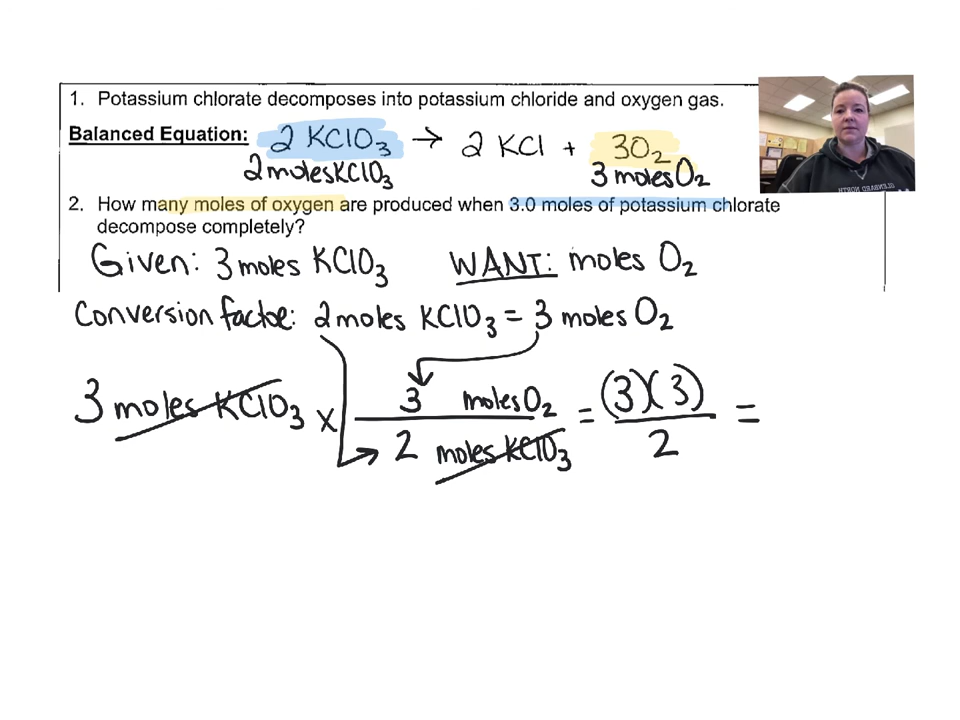 1. Potassium chlorate decomposes into potassium chloride and oxygen gas.
Balanced Equation: 2 KClO₃ → 2 KCl + 3O₂
2 moles KClO₃ 3 moles O₂
2. How many moles of oxygen are produced when 3.0 moles of potassium chlorate
decompose completely?
Given: 3 moles KClO₃ WANT: moles O₂
Conversion factor: 2 moles KClO₃ = 3 moles O₂
3 moles KClO₃ x 3 moles O₂ = (3)(3) =
2 moles KClO₃ 2